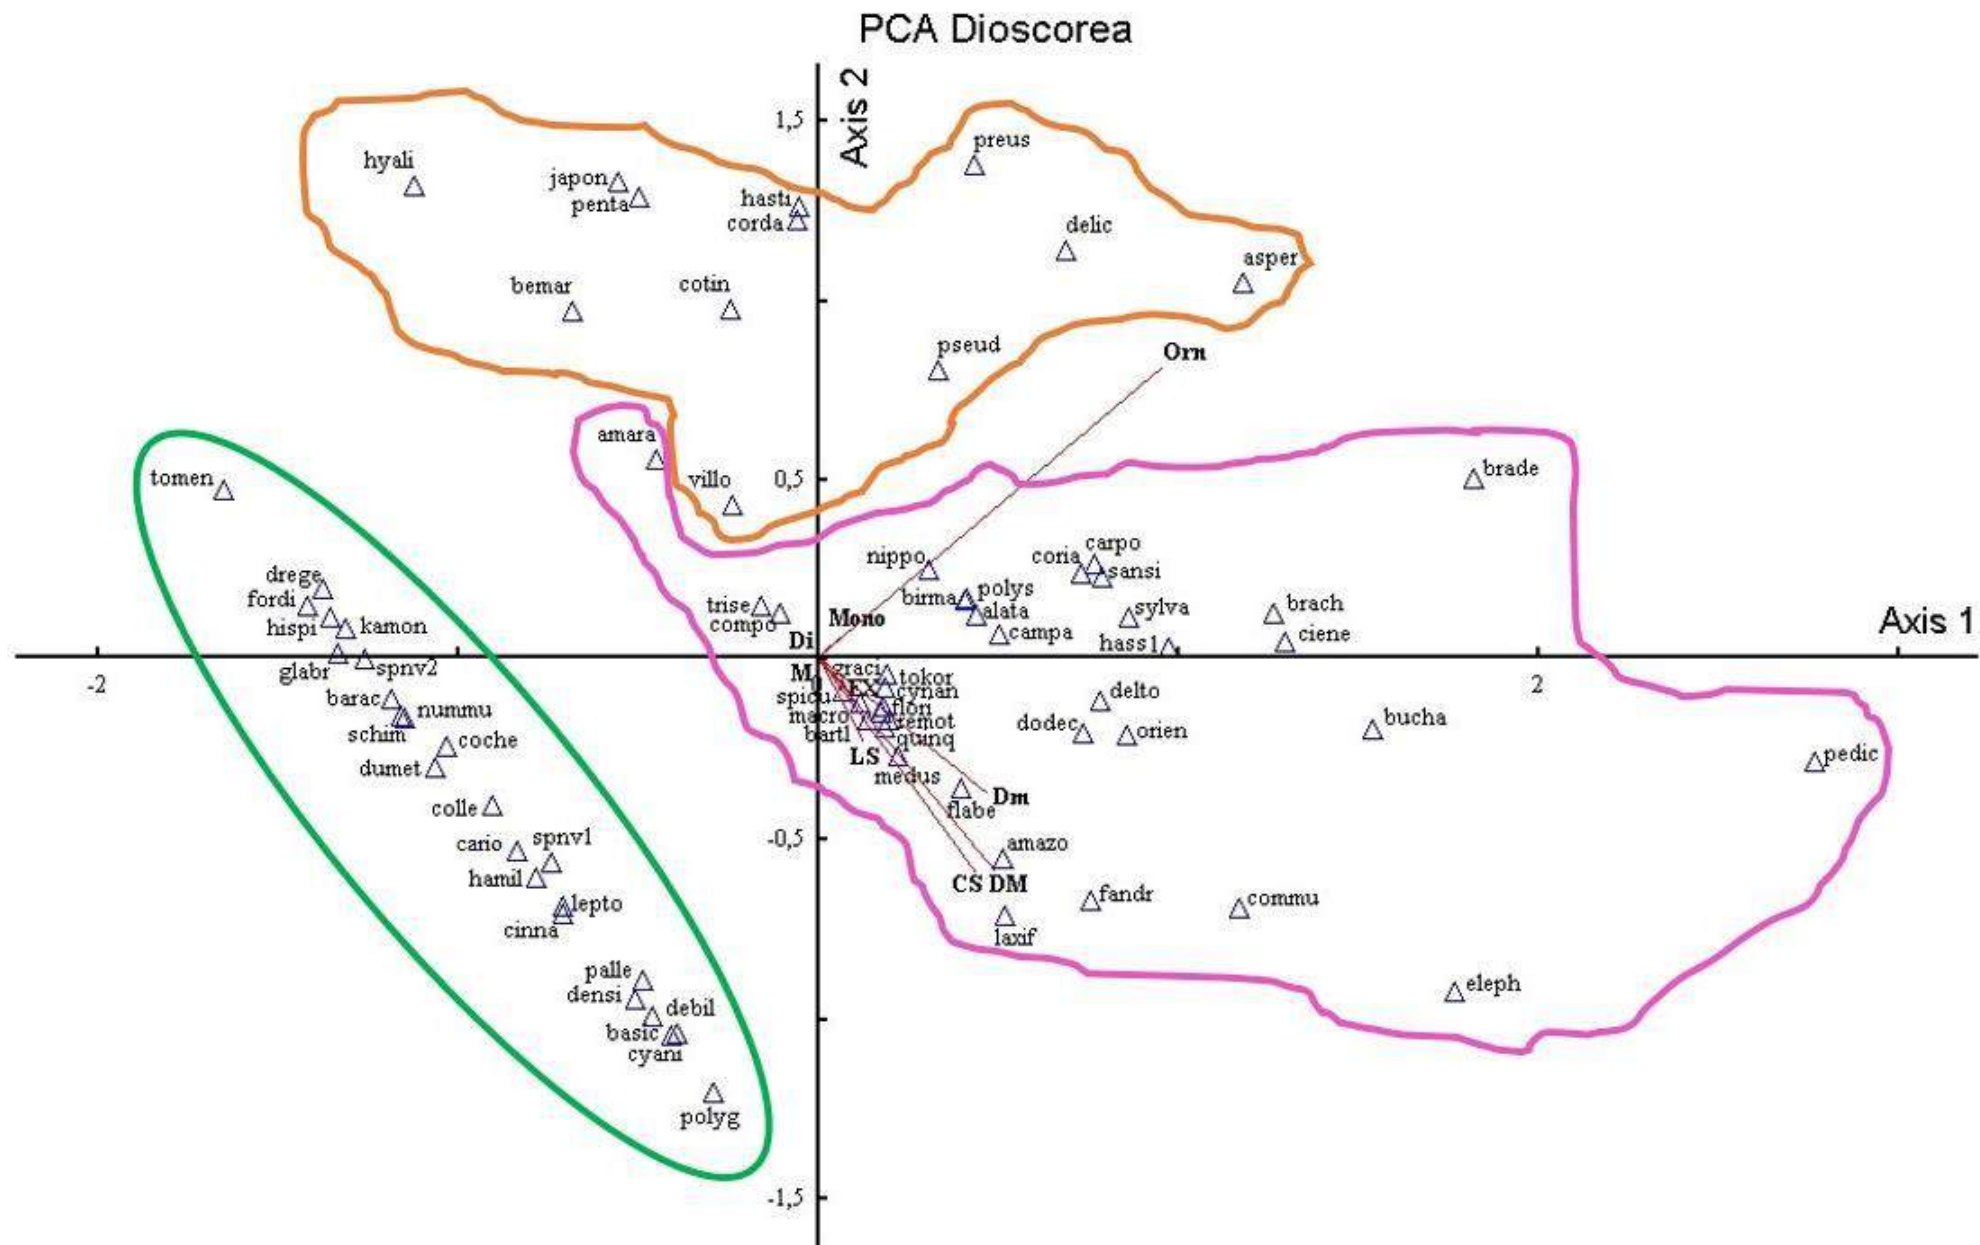 PCA Dioscorea
Axis 2
1,5
preus
hyali
japon
penta
hasti
corda
delic
asper
bemar
cotin
pseud
Orn
amara
villo
0,5
tomen
brade
nippo
coria
carpo
sansi
drege
fordi
hispi
kamon
trise
compo
birma
polys
alata
campa
sylva
hass1
brach
ciene
Axis 1
Mono
Di
glabr
spnv2
M
graci
tokor
-2
0
2
barac
nummu
schim
spicu
EX
cynan
flori
macro
remot
bartl
quinq
delto
dodec
orien
bucha
pedic
coche
dumet
LS
medus
Dm
colle
flabe
-0,5
cario
spnv1
hamil
amazo
CS DM
lepto
cinna
fandr
commu
laxif
palle
densi
debil
basic
cyani
eleph
polyg
-1,5